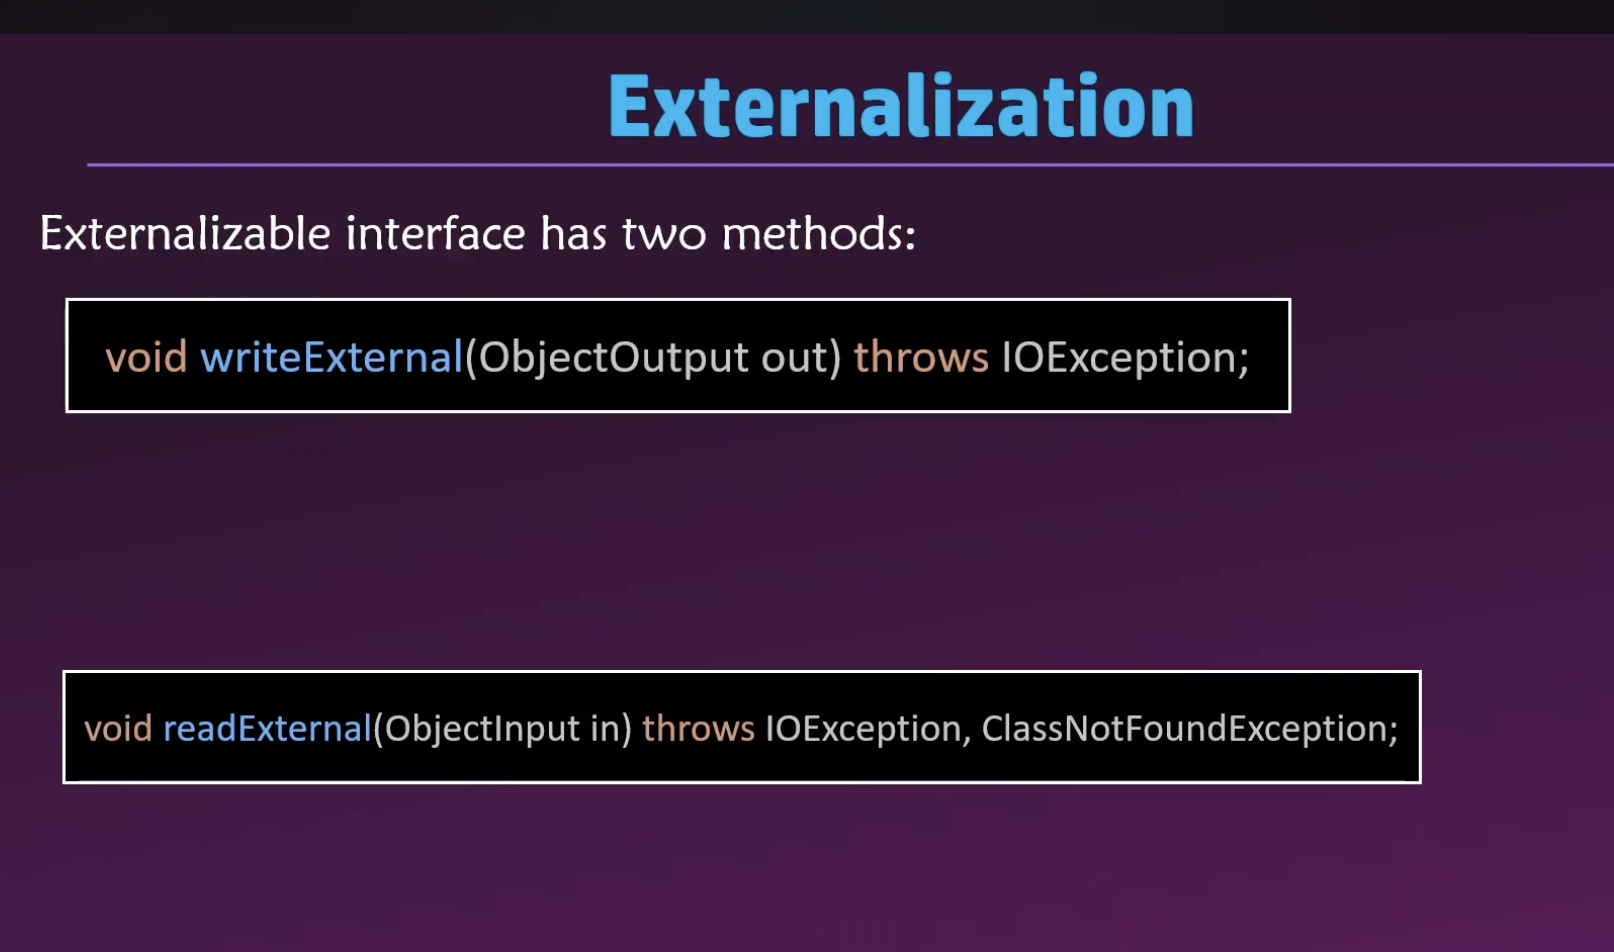 Externalization
Externalizable interface has two methods:
void writeExternal(ObjectOutput out) throws IOException;
void readExternal(ObjectInput in) throws IOException, ClassNotFoundException;